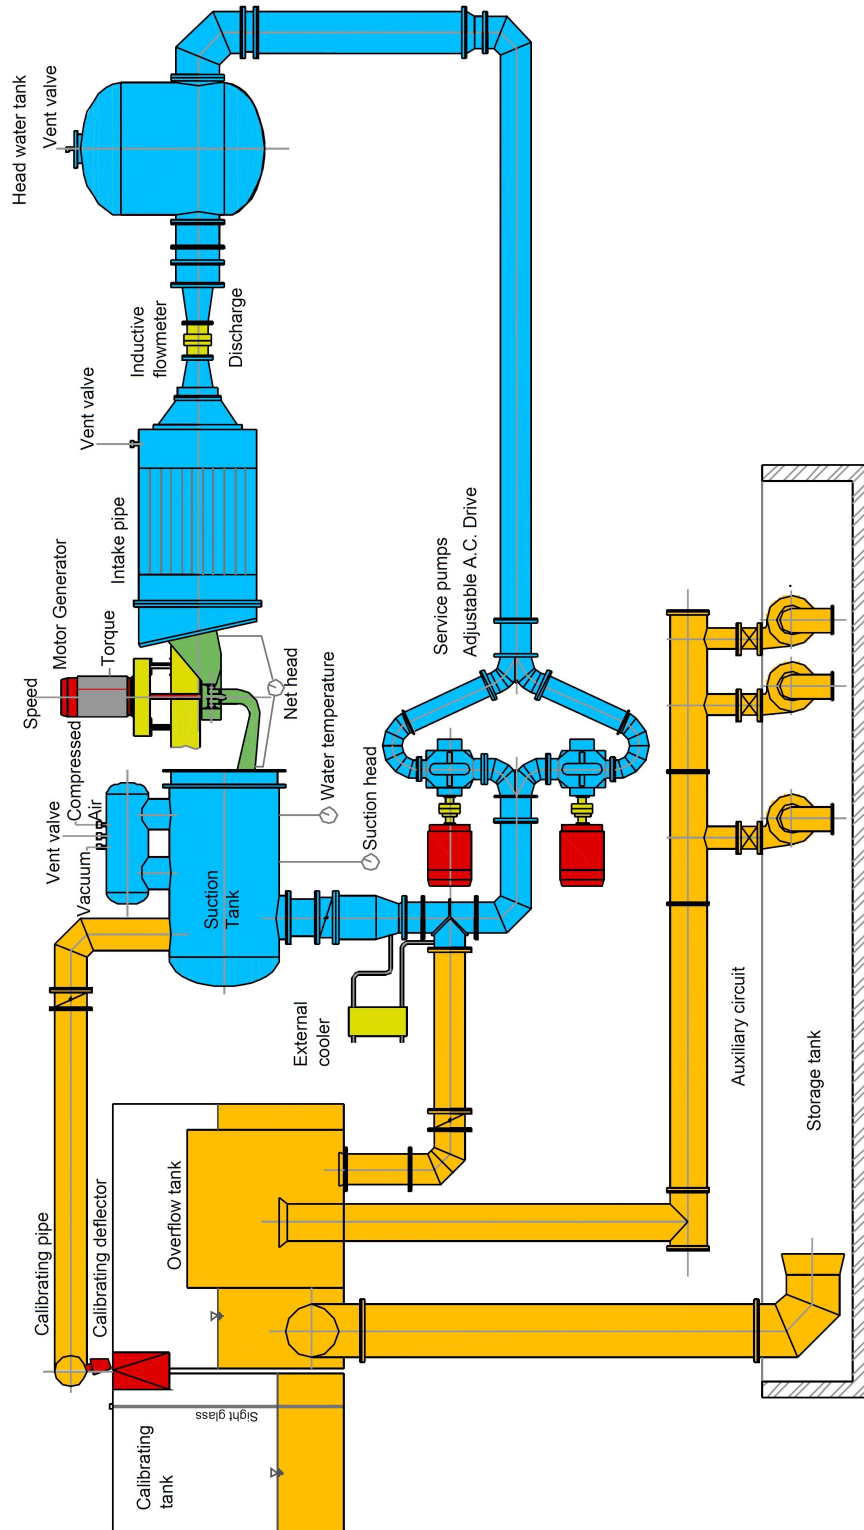 Calibrating
tank
Sight glass
Calibrating pipe
Calibrating deflector
Overflow tank
External
cooler
Suction
Tank
Vacuum
Vent valve
Compressed
Air
Suction head
Water temperature
Speed
Motor Generator
Torque
Net head
Intake pipe
Vent valve
Inductive
flowmeter
Discharge
Head water tank
Vent valve
Service pumps
Adjustable A.C. Drive
Auxiliary circuit
Storage tank